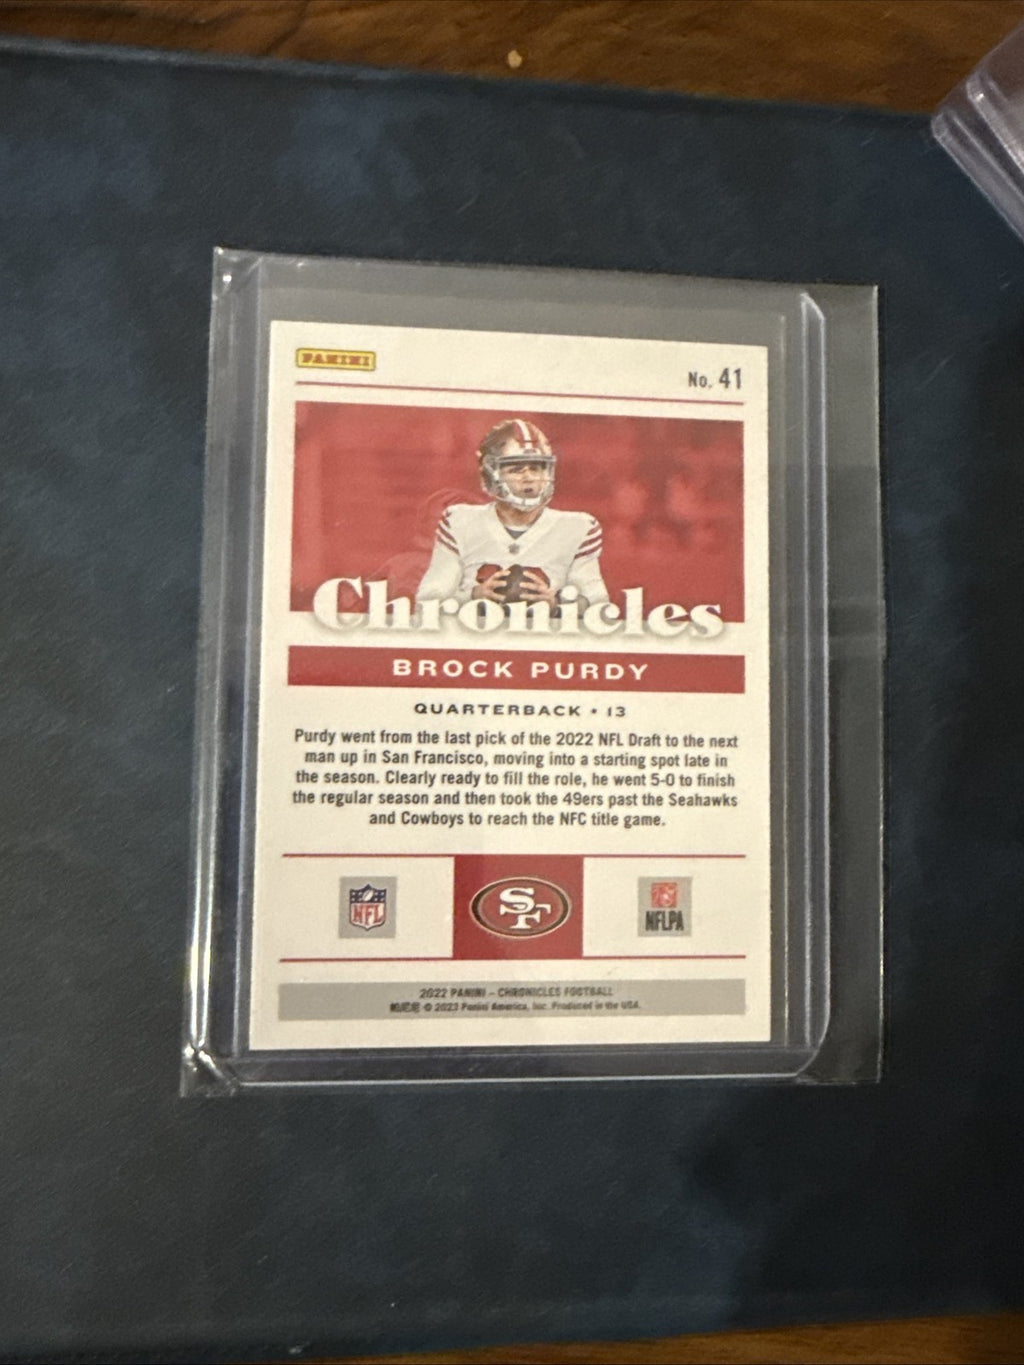 PANINI
No. 41
Chronicles
BROCK PURDY
QUARTERBACK • 13
Purdy went from the last pick of the 2022 NFL Draft to the next
man up in San Francisco, moving into a starting spot late in
the season. Clearly ready to fill the role, he went 5-0 to finish
the regular season and then took the 49ers past the Seahawks
and Cowboys to reach the NFC title game.
NFL
SF
NFLPA
2022 PANINI – CHRONICLES FOOTBALL
© 2023 Panini America, Inc. Produced in the USA.